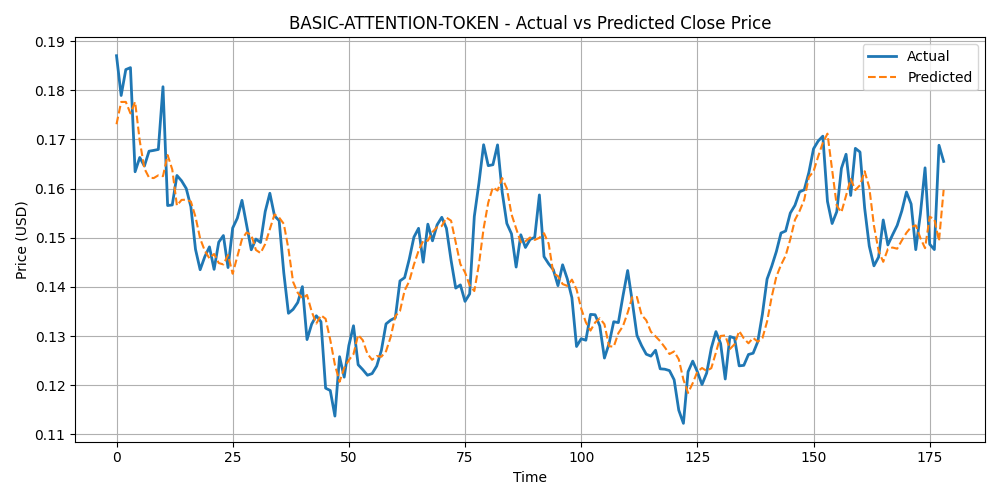 BASIC-ATTENTION-TOKEN - Actual vs Predicted Close Price
Actual
Predicted
Price (USD)
0.19
0.18
0.17
0.16
0.15
0.14
0.13
0.12
0.11
0 25 50 75 100 125 150 175
Time